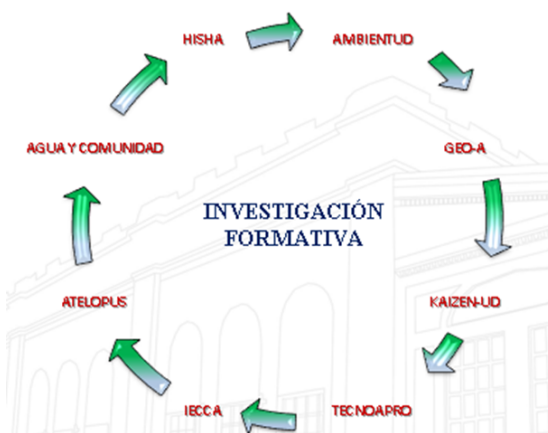 HISHA
AMBIENTUD
GEO-A
KAIZEN-UD
TECNOAPRO
IECCA
ATELOPUS
AGUA Y COMUNIDAD
INVESTIGACIÓN
FORMATIVA